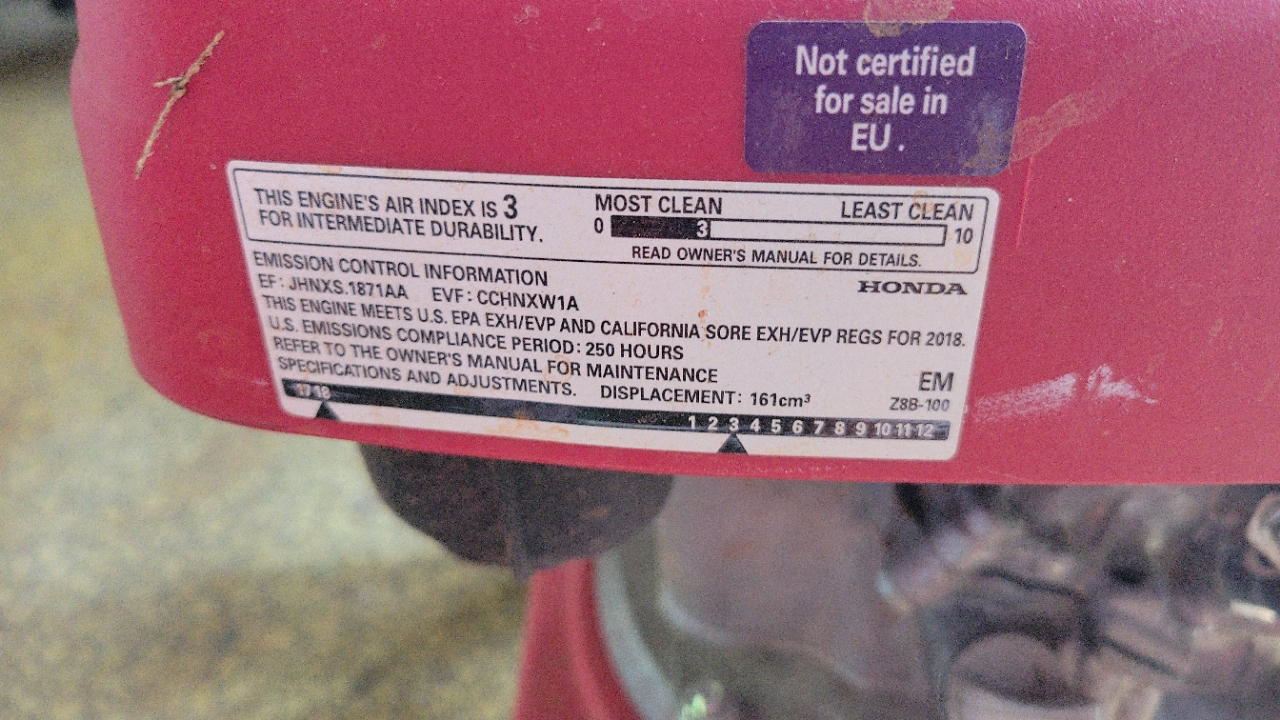 Not certified
for sale in
EU .
THIS ENGINE'S AIR INDEX IS 3
FOR INTERMEDIATE DURABILITY.
MOST CLEAN LEAST CLEAN
0 3 10
READ OWNER'S MANUAL FOR DETAILS.
EMISSION CONTROL INFORMATION
HONDA
EF: JHNXS.1871AA EVF: CCHNXW1A
THIS ENGINE MEETS U.S. EPA EXH/EVP AND CALIFORNIA SORE EXH/EVP REGS FOR 2018.
U.S. EMISSIONS COMPLIANCE PERIOD: 250 HOURS
REFER TO THE OWNER'S MANUAL FOR MAINTENANCE
SPECIFICATIONS AND ADJUSTMENTS. DISPLACEMENT: 161cm³
EM
Z8B-100
17 18 1 2 3 4 5 6 7 8 9 10 11 12